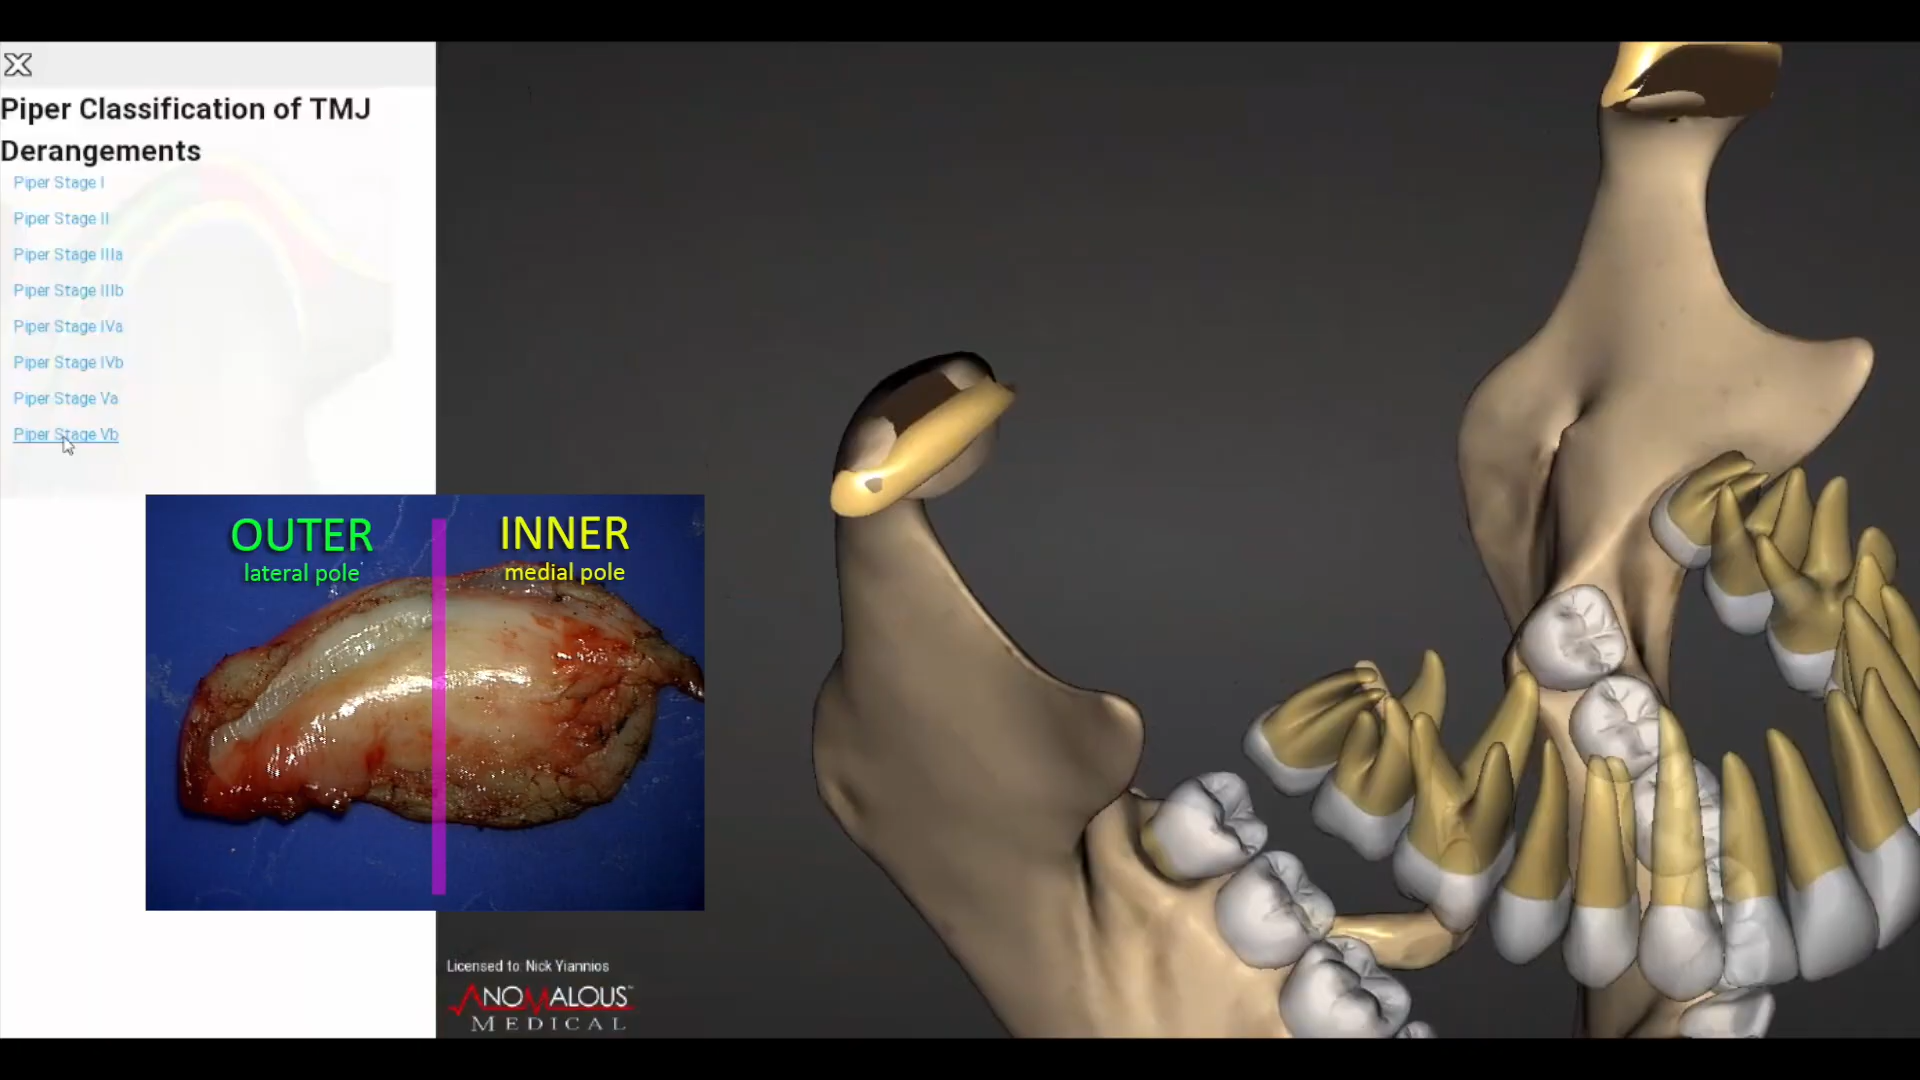 Piper Classification of TMJ
Derangements
Piper Stage I
Piper Stage II
Piper Stage IIIa
Piper Stage IIIb
Piper Stage IVa
Piper Stage IVb
Piper Stage Va
Piper Stage Vb
OUTER
lateral pole
INNER
medial pole
Licensed to: Nick Yiannios
ANOMALOUS
MEDICAL